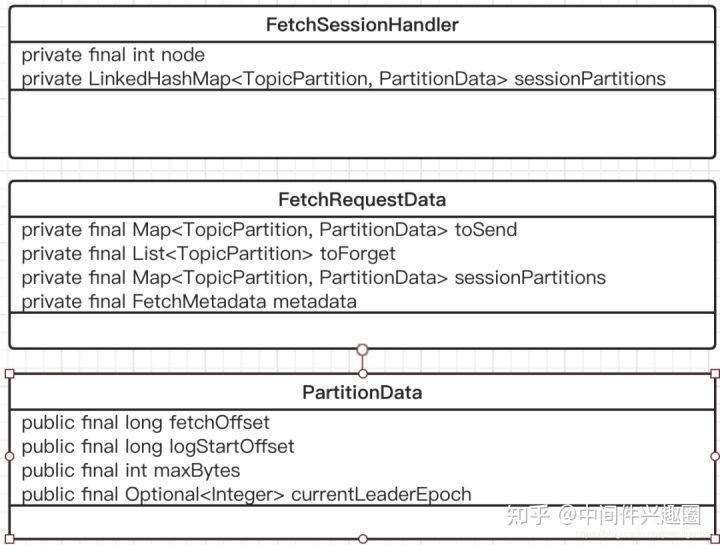 FetchSessionHandler
private final int node
private LinkedHashMap<TopicPartition, PartitionData> sessionPartitions
FetchRequestData
private final Map<TopicPartition, PartitionData> toSend
private final List<TopicPartition> toForget
private final Map<TopicPartition, PartitionData> sessionPartitions
private final FetchMetadata metadata
PartitionData
public final long fetchOffset
public final long logStartOffset
public final int maxBytes
public final Optional<Integer> currentLeaderEpoch
知乎 @中间件兴趣圈